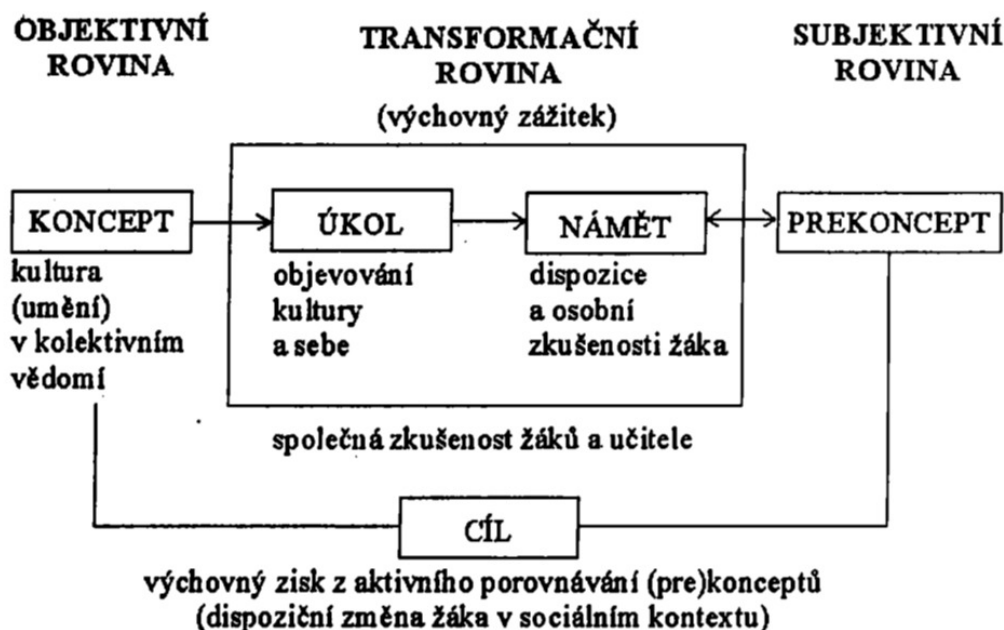 OBJEKTIVNÍ
ROVINA
TRANSFORMAČNÍ
ROVINA
(výchovný zážitek)
SUBJEKTIVNÍ
ROVINA
KONCEPT
kultura
(umění)
v kolektivním
vědomí
ÚKOL
objevování
kultury
a sebe
NÁMĚT
dispozice
a osobní
zkušenosti žáka
PREKONCEPT
společná zkušenost žáků a učitele
CÍL
výchovný zisk z aktivního porovnávání (pre)konceptů
(dispoziční změna žáka v sociálním kontextu)